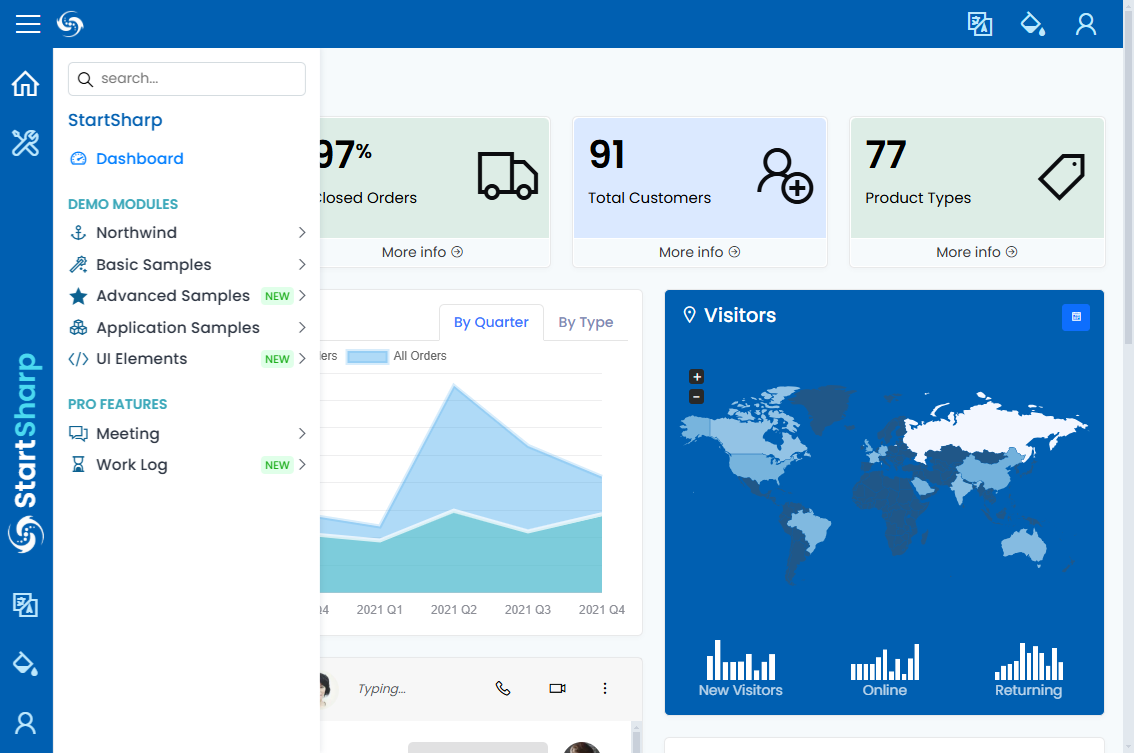 search...
StartSharp
Dashboard
DEMO MODULES
Northwind
Basic Samples
Advanced Samples NEW
Application Samples
UI Elements NEW
PRO FEATURES
Meeting
Work Log NEW
StartSharp
97%
Closed Orders
More info
91
Total Customers
More info
77
Product Types
More info
By Quarter
By Type
All Orders
2021 Q1
2021 Q2
2021 Q3
2021 Q4
Visitors
+
−
New Visitors
Online
Returning
Typing...